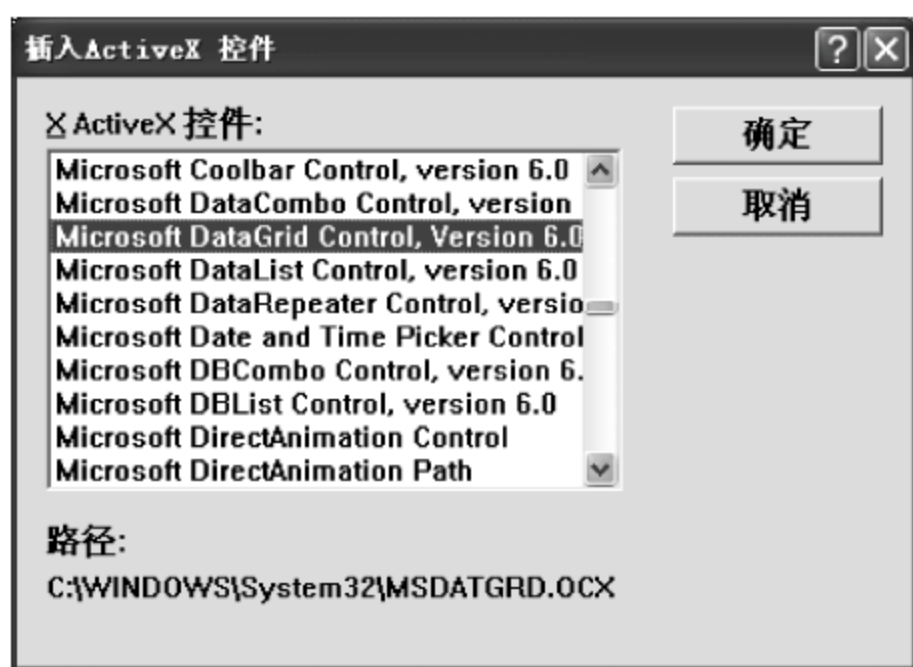 插入ActiveX 控件
X ActiveX 控件:
确定
取消
Microsoft Coolbar Control, version 6.0
Microsoft DataCombo Control, version
Microsoft DataGrid Control, Version 6.0
Microsoft DataList Control, version 6.0
Microsoft DataRepeater Control, versio
Microsoft Date and Time Picker Control
Microsoft DBCombo Control, version 6.
Microsoft DBList Control, version 6.0
Microsoft DirectAnimation Control
Microsoft DirectAnimation Path
路径:
C:\WINDOWS\System32\MSDATGRD.OCX